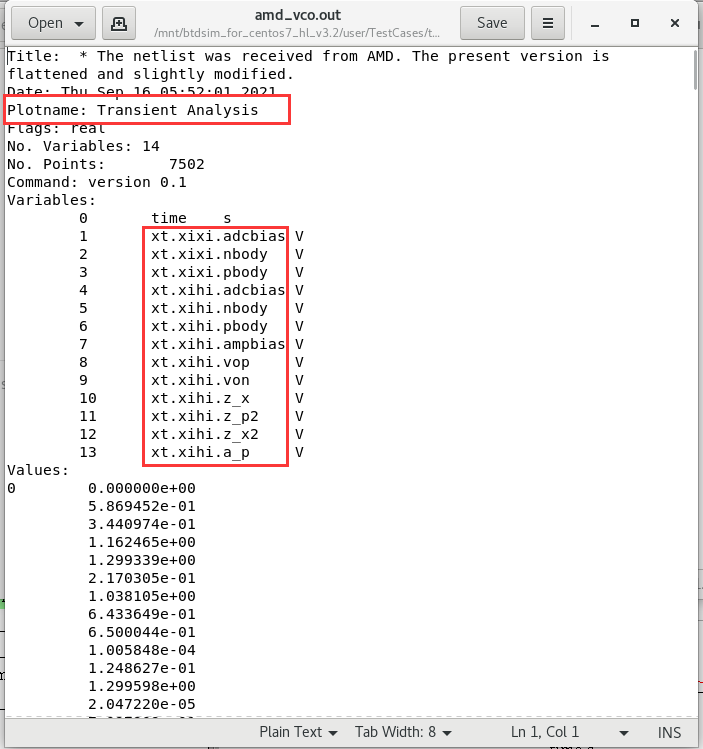 Open
amd_vco.out
/mnt/btdsim_for_centos7_hl_v3.2/user/TestCases/t...
Save
Title:  * The netlist was received from AMD. The present version is
flattened and slightly modified.
Date: Thu Sep 16 05:52:01 2021
Plotname: Transient Analysis
Flags: real
No. Variables: 14
No. Points:       7502
Command: version 0.1
Variables:
0 time s
1 xt.xixi.adcbias V
2 xt.xixi.nbody V
3 xt.xixi.pbody V
4 xt.xihi.adcbias V
5 xt.xihi.nbody V
6 xt.xihi.pbody V
7 xt.xihi.ampbias V
8 xt.xihi.vop V
9 xt.xihi.von V
10 xt.xihi.z_x V
11 xt.xihi.z_p2 V
12 xt.xihi.z_x2 V
13 xt.xihi.a_p V
Values:
0 0.000000e+00
5.869452e-01
3.440974e-01
1.162465e+00
1.299339e+00
2.170305e-01
1.038105e+00
6.433649e-01
6.500044e-01
1.005848e-04
1.248627e-01
1.299598e+00
2.047220e-05
Plain Text Tab Width: 8 Ln 1, Col 1 INS